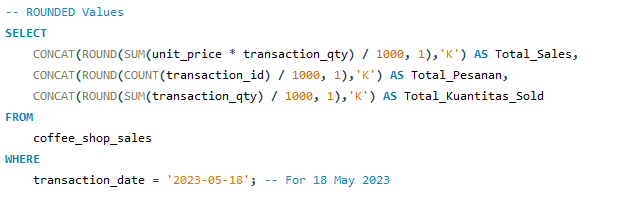 -- ROUNDED Values
SELECT
    CONCAT(ROUND(SUM(unit_price * transaction_qty) / 1000, 1),'K') AS Total_Sales,
    CONCAT(ROUND(COUNT(transaction_id) / 1000, 1),'K') AS Total_Pesanan,
    CONCAT(ROUND(SUM(transaction_qty) / 1000, 1),'K') AS Total_Kuantitas_Sold
FROM
    coffee_shop_sales
WHERE
    transaction_date = '2023-05-18'; -- For 18 May 2023